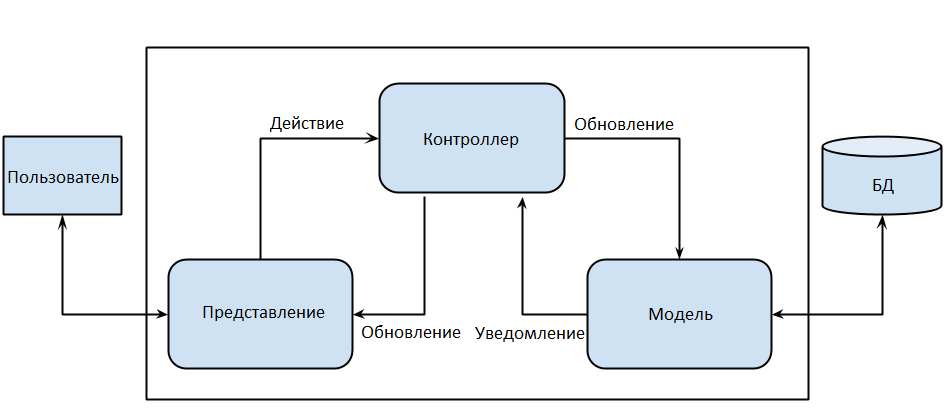 Действие
Контроллер
Обновление
Пользователь
БД
Представление
Обновление
Уведомление
Модель